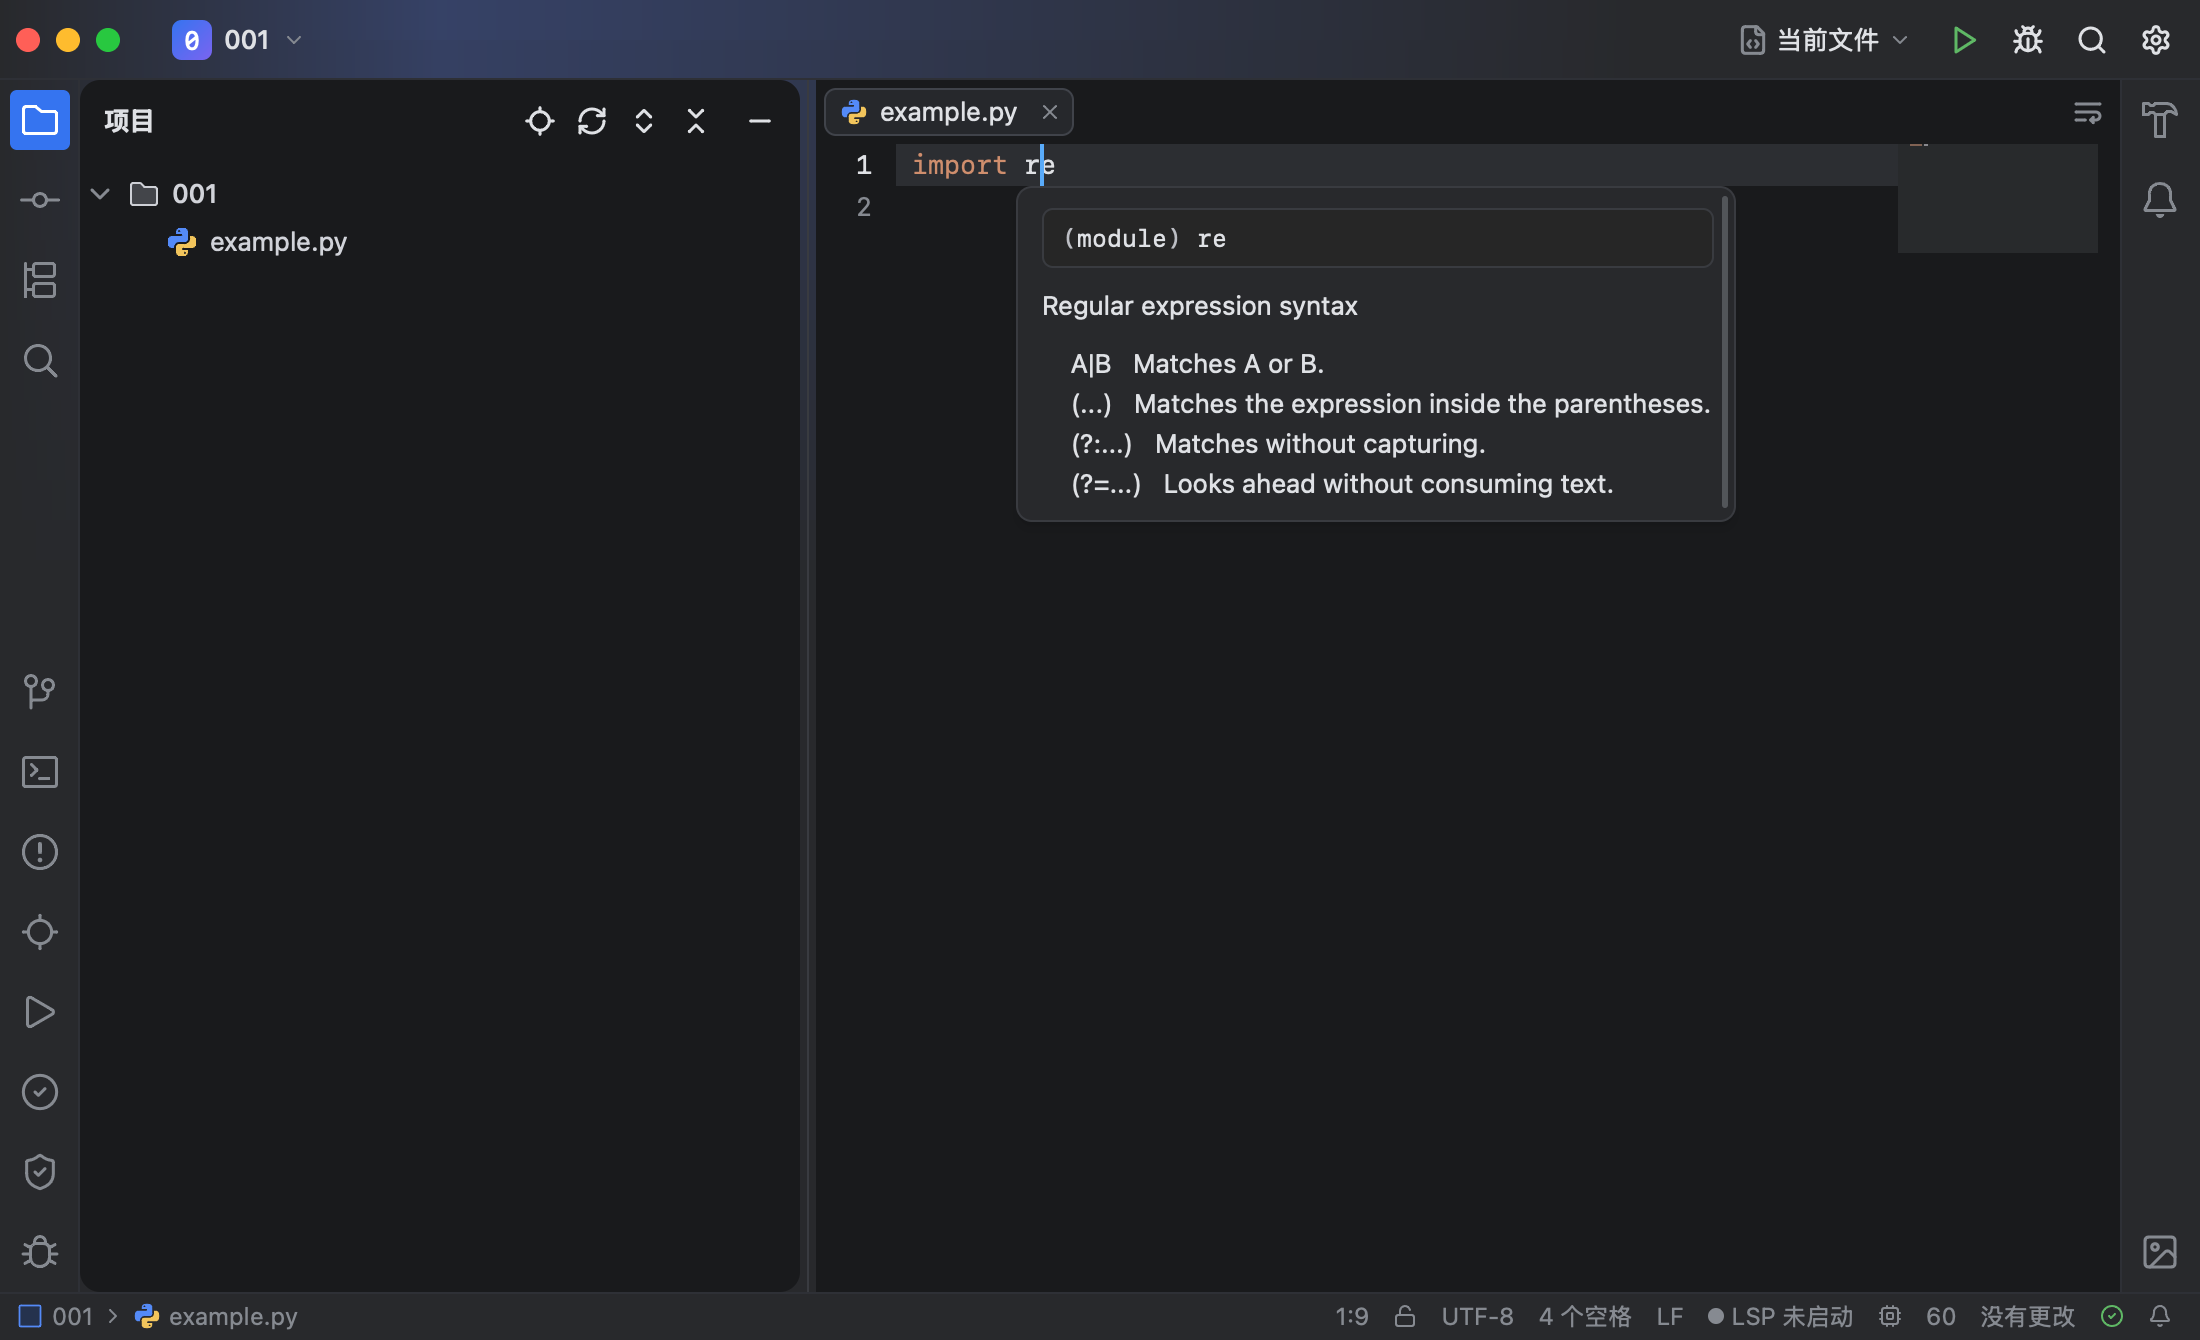 0 001 当前文件
项目
001
example.py
example.py
1 import re
2
(module) re
Regular expression syntax
A|B Matches A or B.
(...) Matches the expression inside the parentheses.
(?:...) Matches without capturing.
(?=...) Looks ahead without consuming text.
001 > example.py 1:9 UTF-8 4 个空格 LF LSP 未启动 60 没有更改